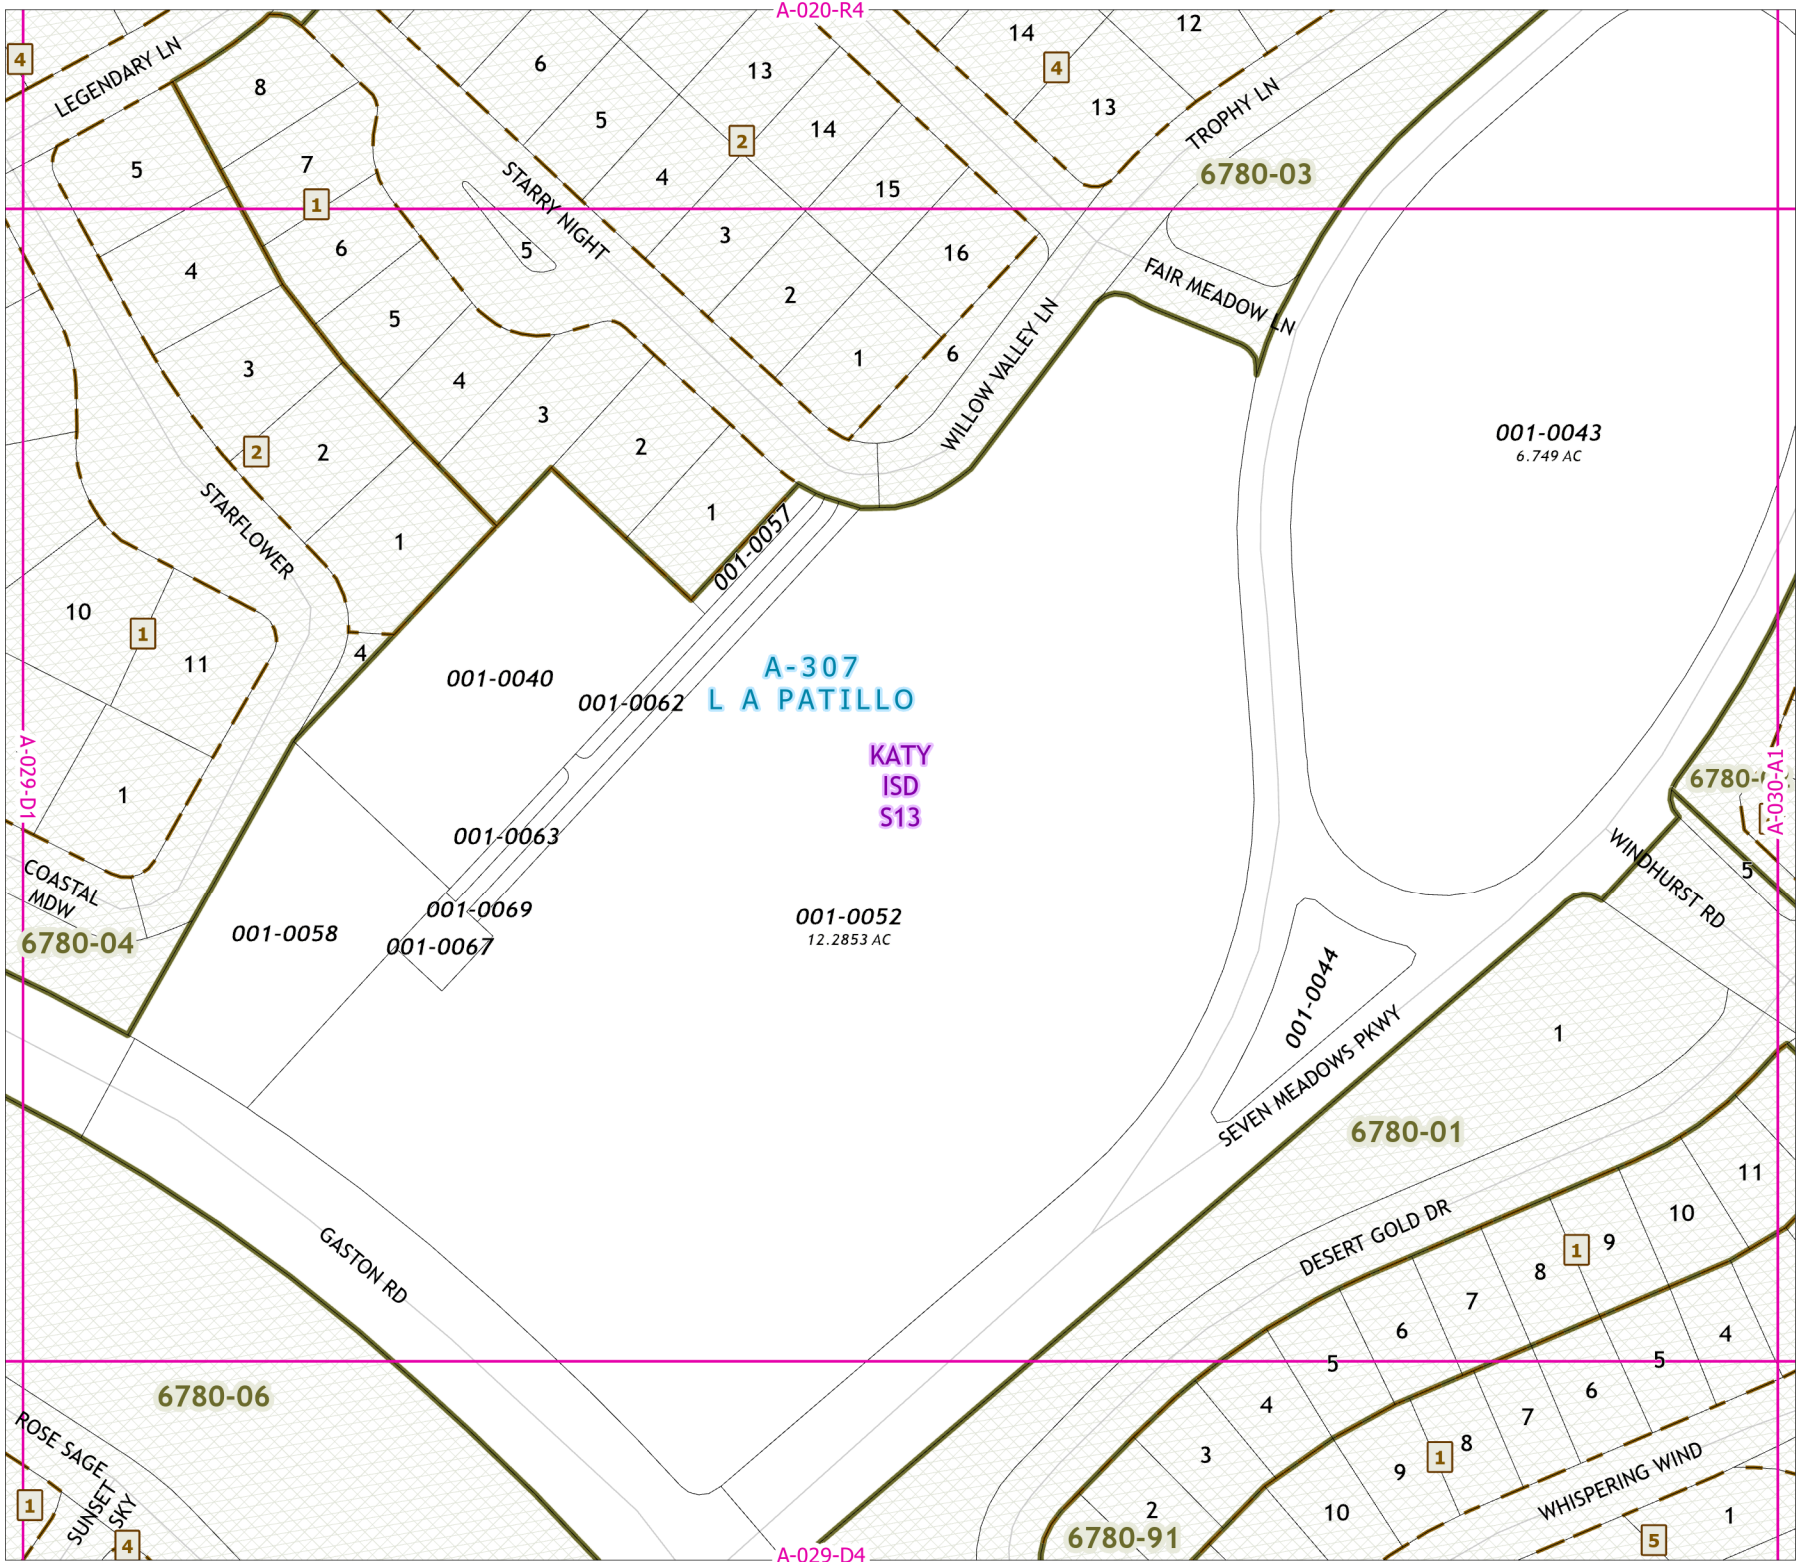 A-020-R4
4
LEGENDARY LN
8
6
13
14
12
4
5
13
TROPHY LN
14
2
5
7
1
STARRY NIGHT
4
15
6780-03
4
6
5
3
16
FAIR MEADOW LN
5
2
WILLOW VALLEY LN
3
4
1
6
3
2
2
2
1
001-0043
6.749 AC
STARFLOWER
1
001-0057
10
1
11
4
001-0040
001-0062
A-307
L A PATILLO
KATY
ISD
S13
A-029-D1
1
A-030-A1
001-0063
COASTAL
MDW
6780-04
001-0058
001-0069
001-0067
001-0052
12.2853 AC
001-0044
WINDHURST RD
5
1
SEVEN MEADOWS PKWY
6780-01
GASTON RD
DESERT GOLD DR
11
10
1
9
8
7
6
5
4
3
2
4
5
6
7
8
1
9
10
6780-06
ROSE SAGE
SUNSET
SKY
1
4
6780-91
WHISPERING WIND
1
5
A-029-D4